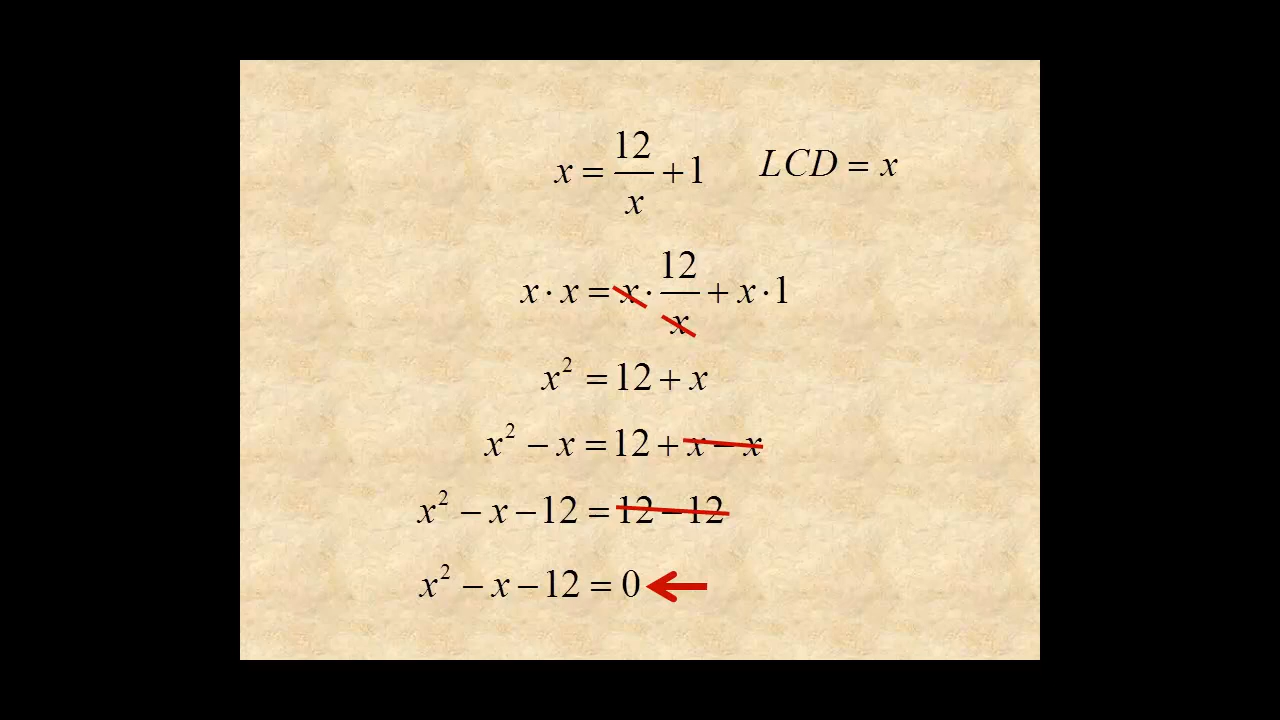 x = 12/x + 1   LCD = x
x · x = x · 12/x + x · 1
x² = 12 + x
x² − x = 12 + x − x
x² − x − 12 = 12 − 12
x² − x − 12 = 0